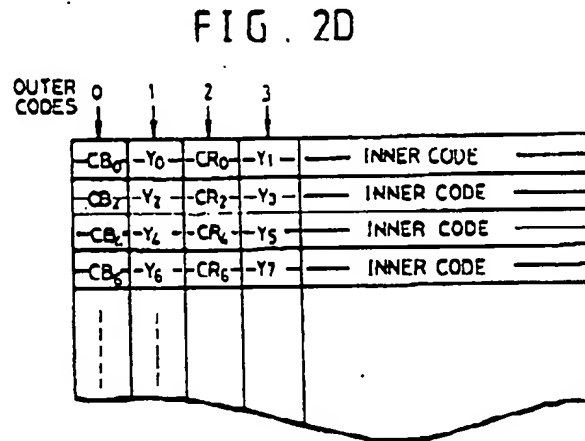 FIG. 2D
OUTER CODES 0 1 2 3
CB0 Y0 CR0 Y1 INNER CODE
CB2 Y2 CR2 Y3 INNER CODE
CB4 Y4 CR4 Y5 INNER CODE
CB6 Y6 CR6 Y7 INNER CODE